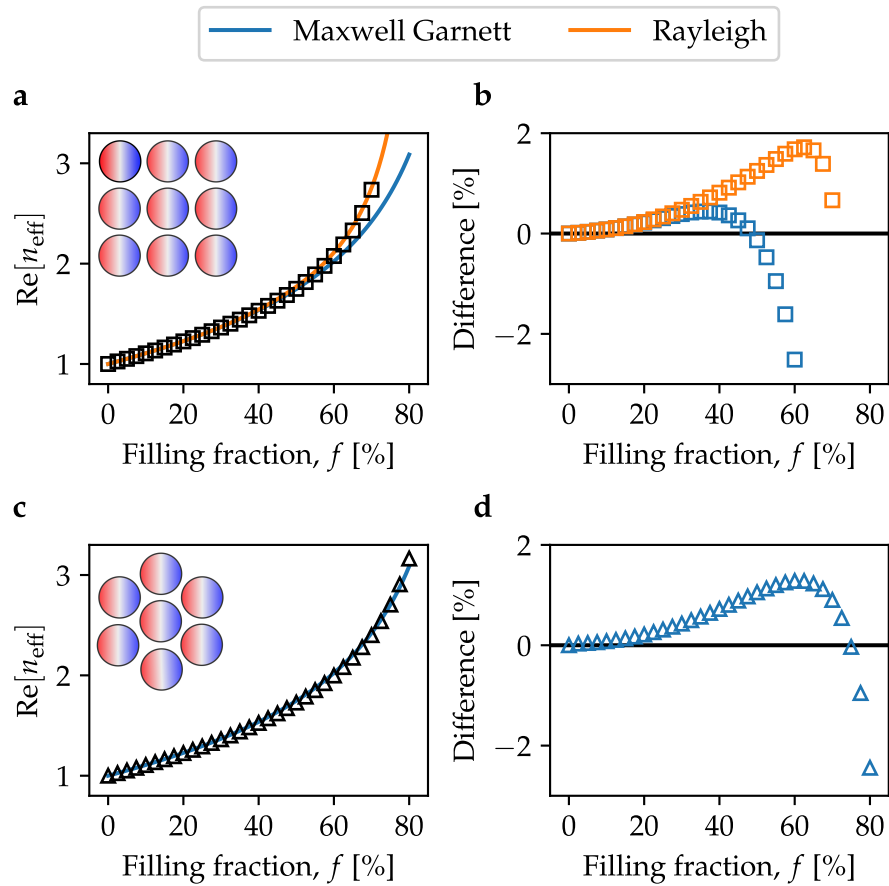 Maxwell Garnett Rayleigh
a
3
2
1
Re[n_eff]
0 20 40 60 80
Filling fraction, f [%]
b
2
0
−2
Difference [%]
0 20 40 60 80
Filling fraction, f [%]
c
3
2
1
Re[n_eff]
0 20 40 60 80
Filling fraction, f [%]
d
2
0
−2
Difference [%]
0 20 40 60 80
Filling fraction, f [%]